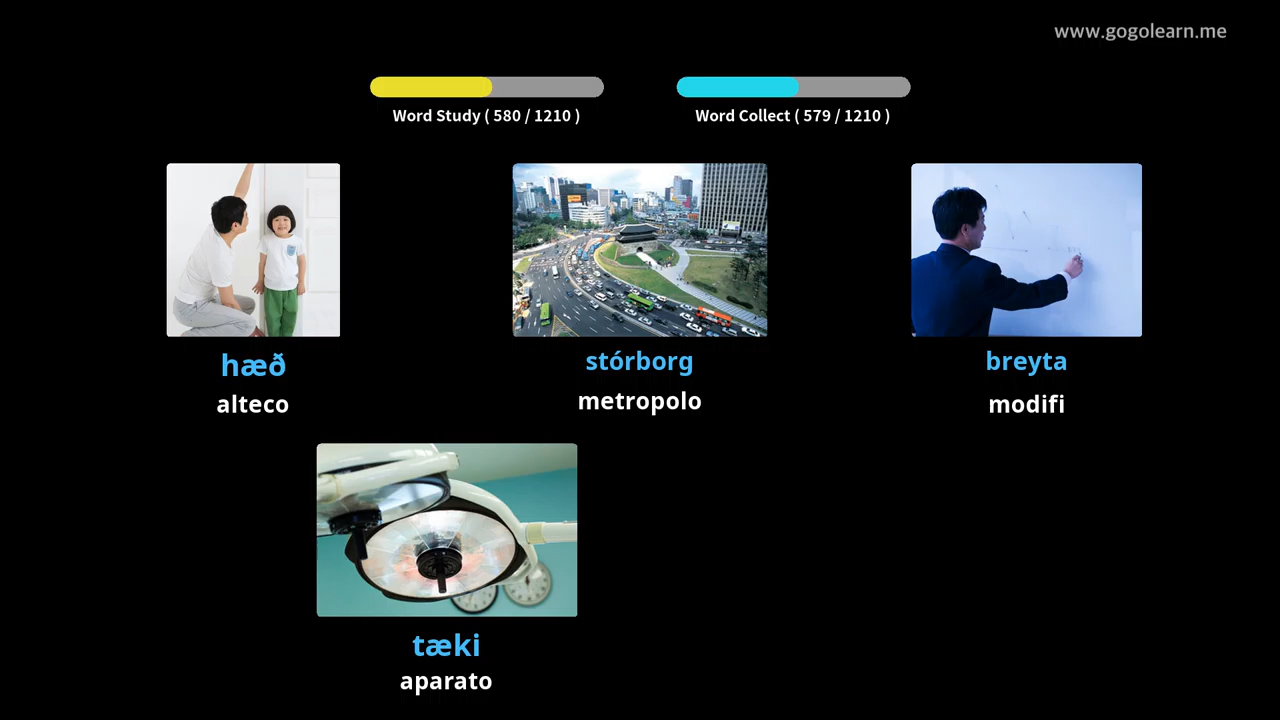 www.gogolearn.me
Word Study ( 580 / 1210 )
Word Collect ( 579 / 1210 )
hæð
alteco
stórborg
metropolo
breyta
modifi
tæki
aparato